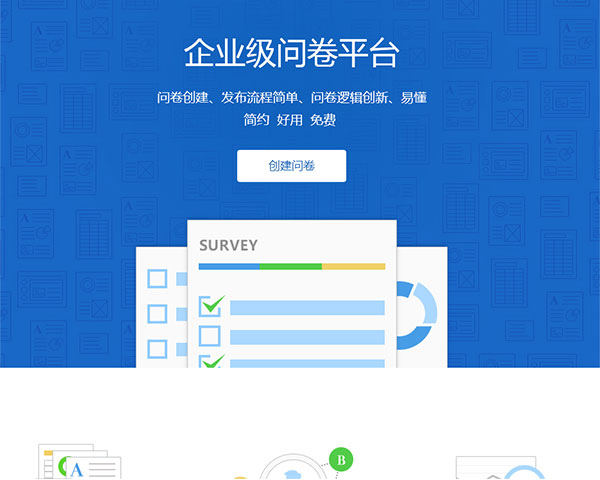 企业级问卷平台
问卷创建、发布流程简单、问卷逻辑创新、易懂
简约 好用 免费
创建问卷
SURVEY
B
A